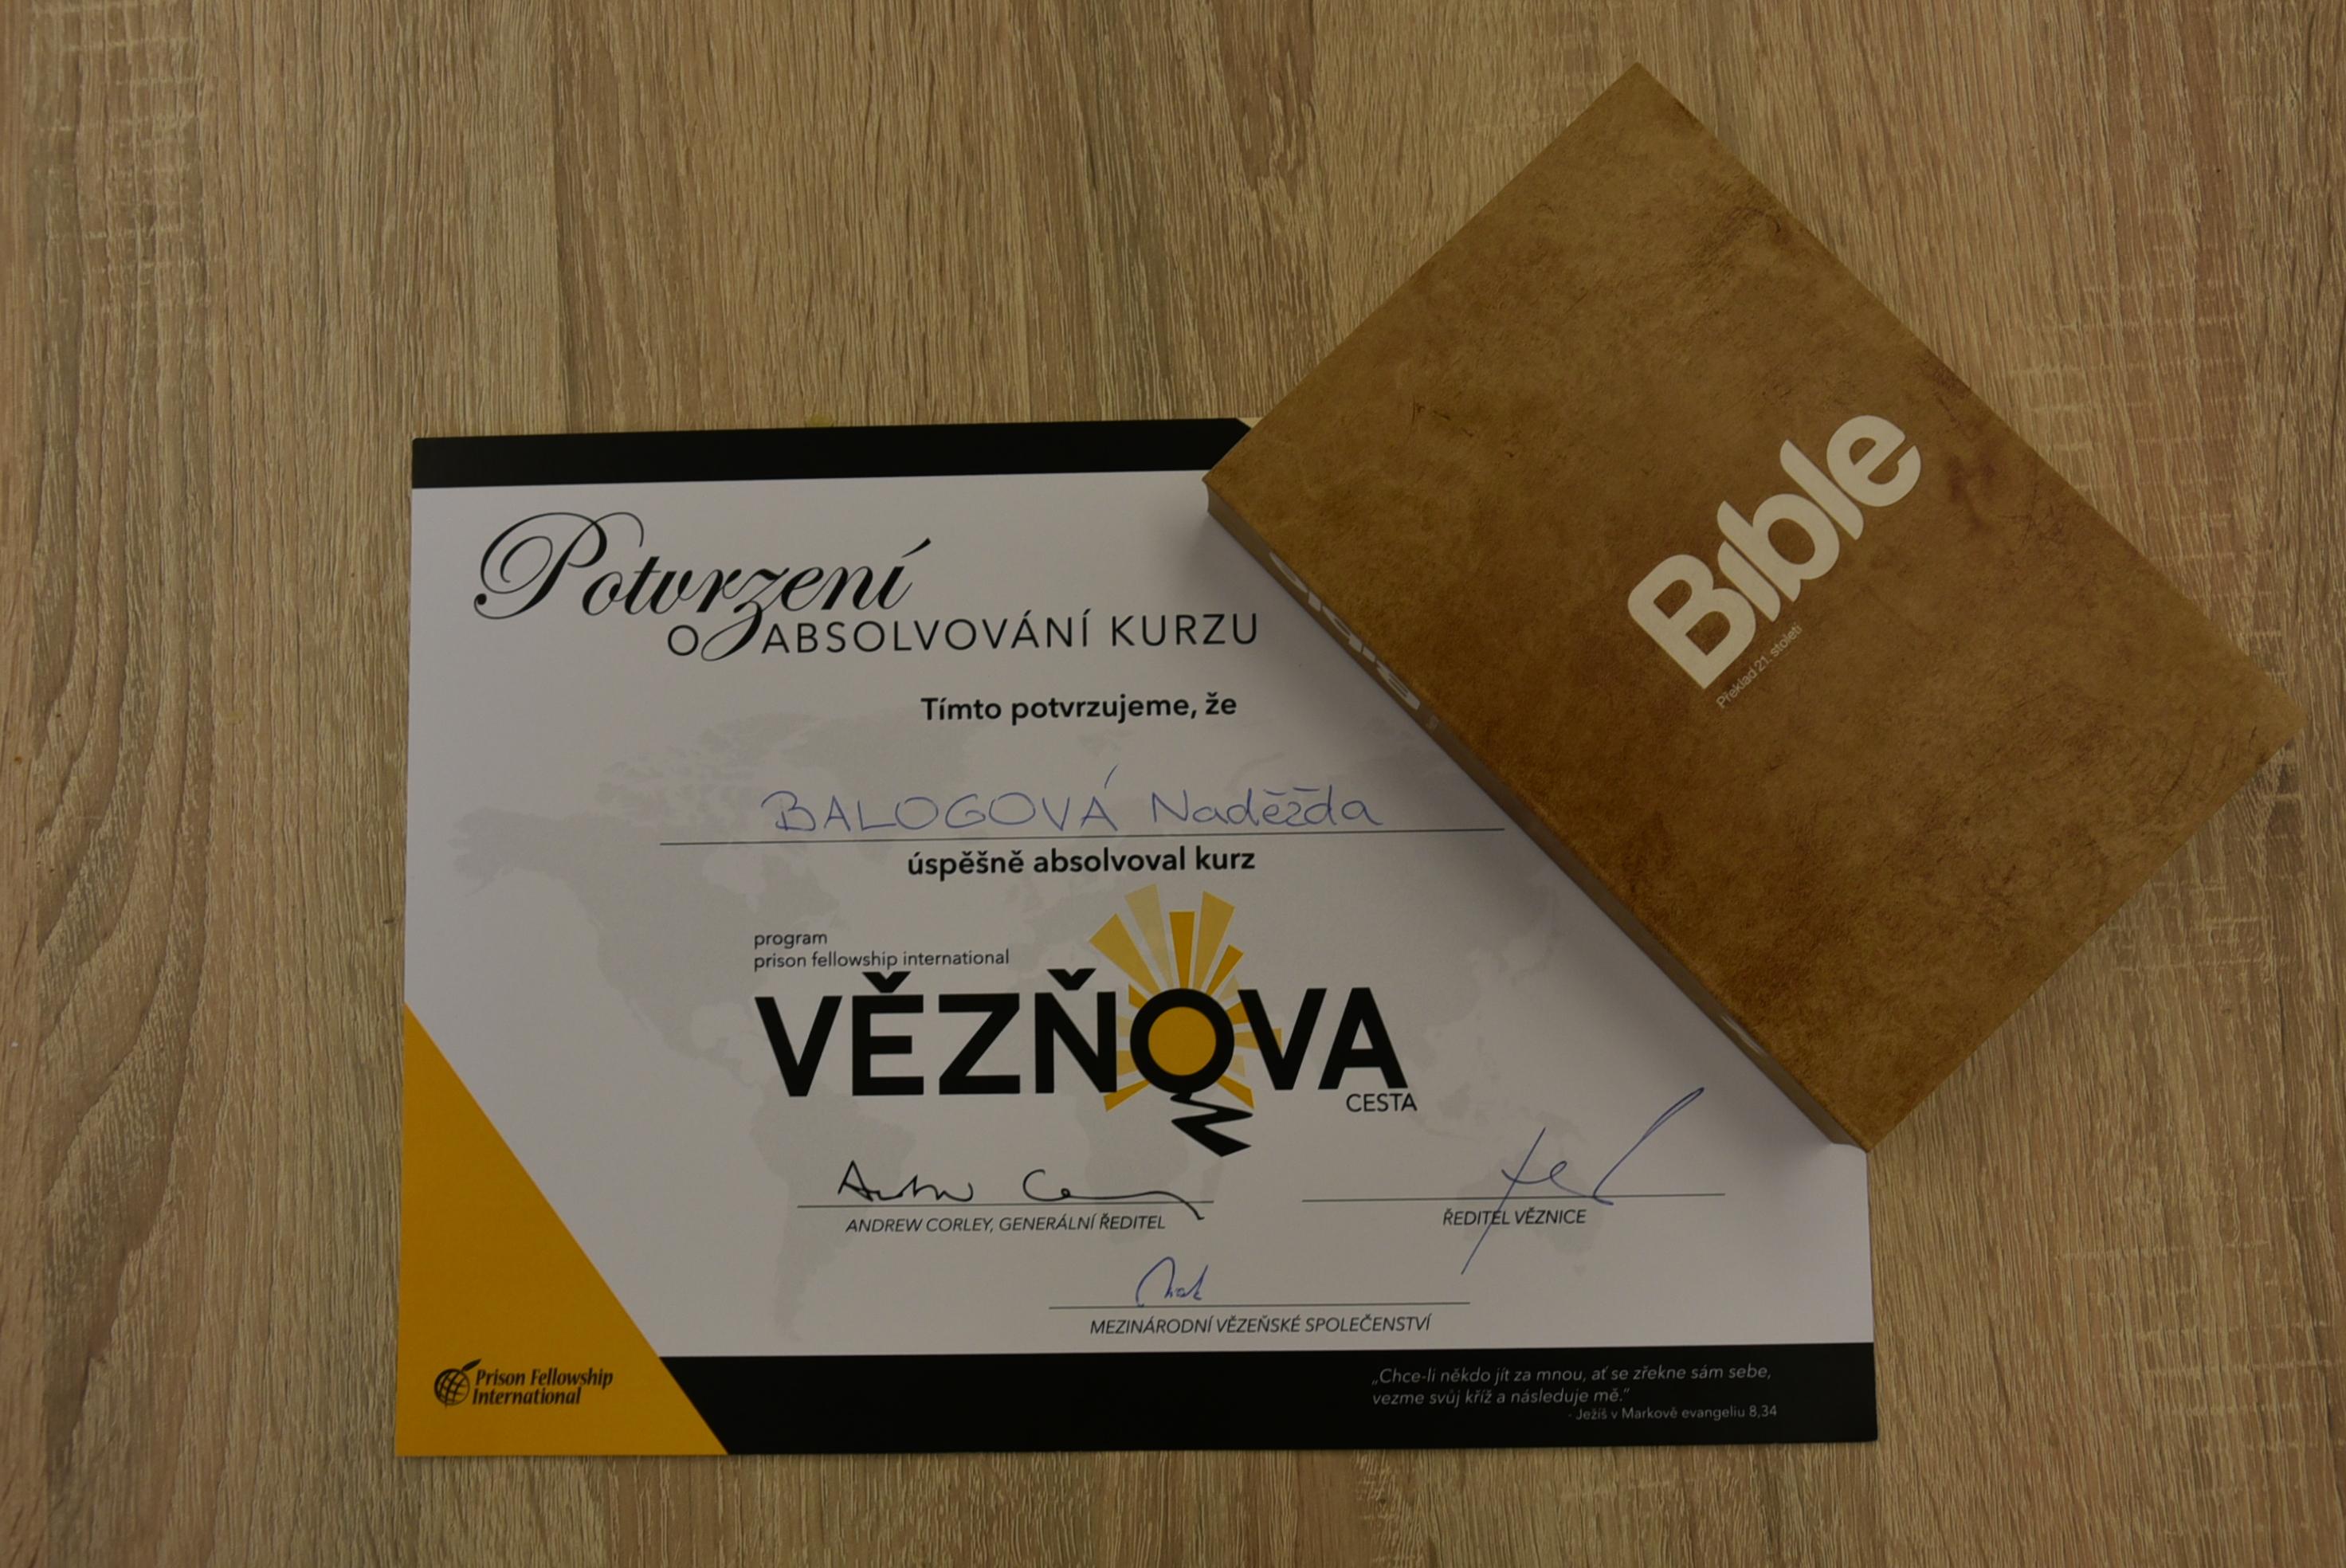 Potvrzení
O ABSOLVOVÁNÍ KURZU
Tímto potvrzujeme, že
BALOGOVÁ Naděžda
úspěšně absolvoval kurz
program
prison fellowship international
VĚZŇOVA
CESTA
ANDREW CORLEY, GENERÁLNÍ ŘEDITEL
ŘEDITEL VĚZNICE
MEZINÁRODNÍ VĚZEŇSKÉ SPOLEČENSTVÍ
Prison Fellowship
International
„Chce-li někdo jít za mnou, ať se zřekne sám sebe,
vezme svůj kříž a následuje mě.“
- Ježíš v Markově evangeliu 8,34
Bible
Překlad 21. století
Bible